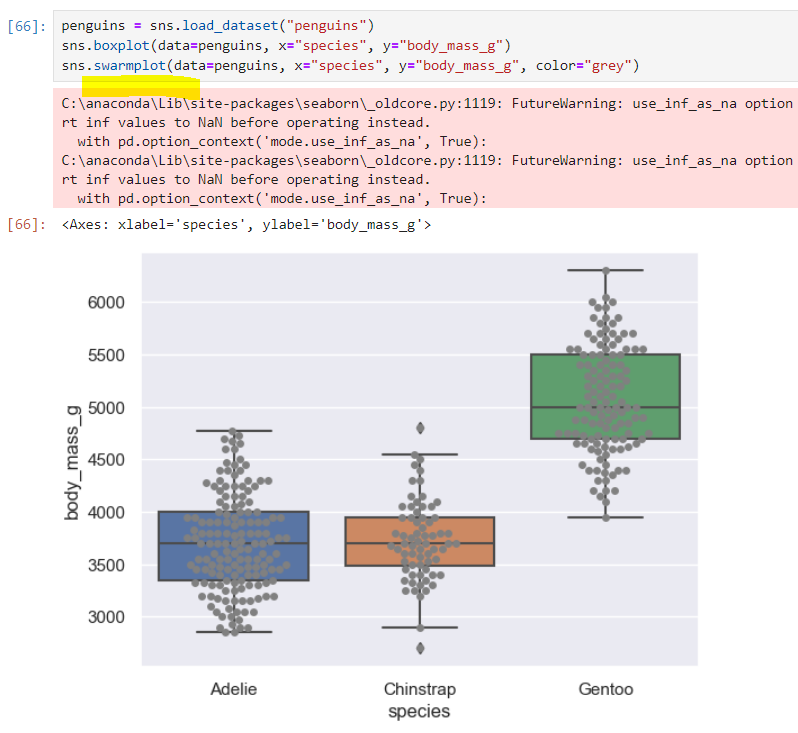 [66]: penguins = sns.load_dataset("penguins")
sns.boxplot(data=penguins, x="species", y="body_mass_g")
sns.swarmplot(data=penguins, x="species", y="body_mass_g", color="grey")
C:\anaconda\Lib\site-packages\seaborn\_oldcore.py:1119: FutureWarning: use_inf_as_na option
rt inf values to NaN before operating instead.
with pd.option_context('mode.use_inf_as_na', True):
C:\anaconda\Lib\site-packages\seaborn\_oldcore.py:1119: FutureWarning: use_inf_as_na option
rt inf values to NaN before operating instead.
with pd.option_context('mode.use_inf_as_na', True):
[66]: <Axes: xlabel='species', ylabel='body_mass_g'>
body_mass_g
6000
5500
5000
4500
4000
3500
3000
Adelie Chinstrap Gentoo
species